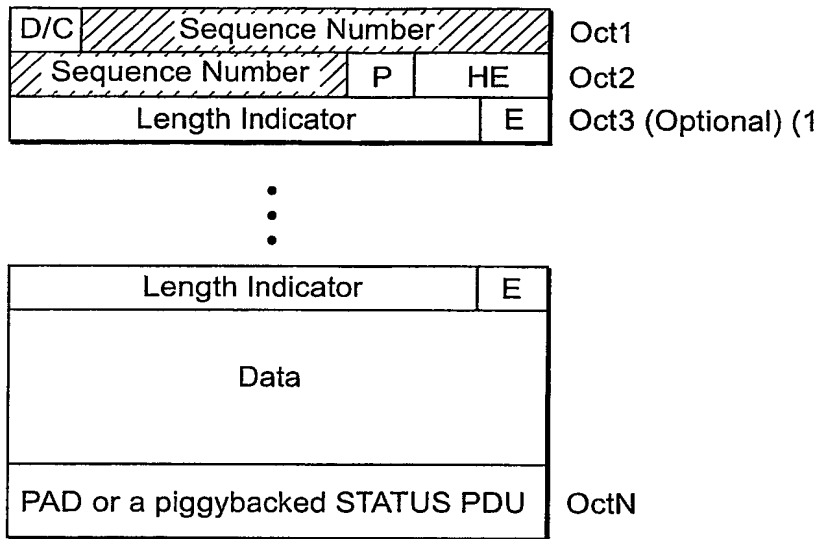 D/C Sequence Number Oct1
Sequence Number P HE Oct2
Length Indicator E Oct3 (Optional) (1
Length Indicator E
Data
PAD or a piggybacked STATUS PDU OctN